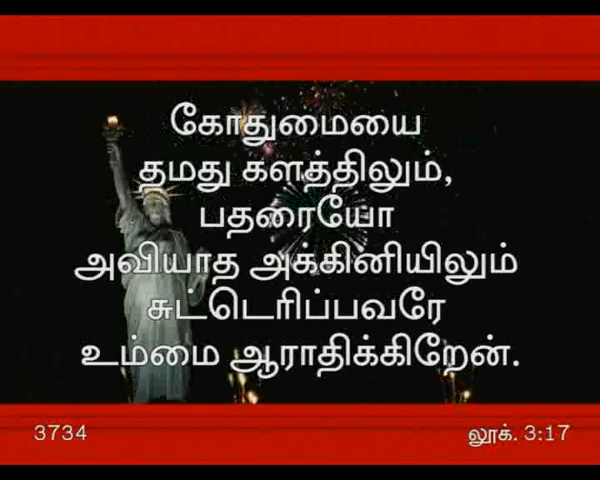 கோதுமையை
தமது களத்திலும்,
பதரையோ
அவியாத அக்கினியிலும்
சுட்டெரிப்பவரே
உம்மை ஆராதிக்கிறேன்.
3734
லூக். 3:17